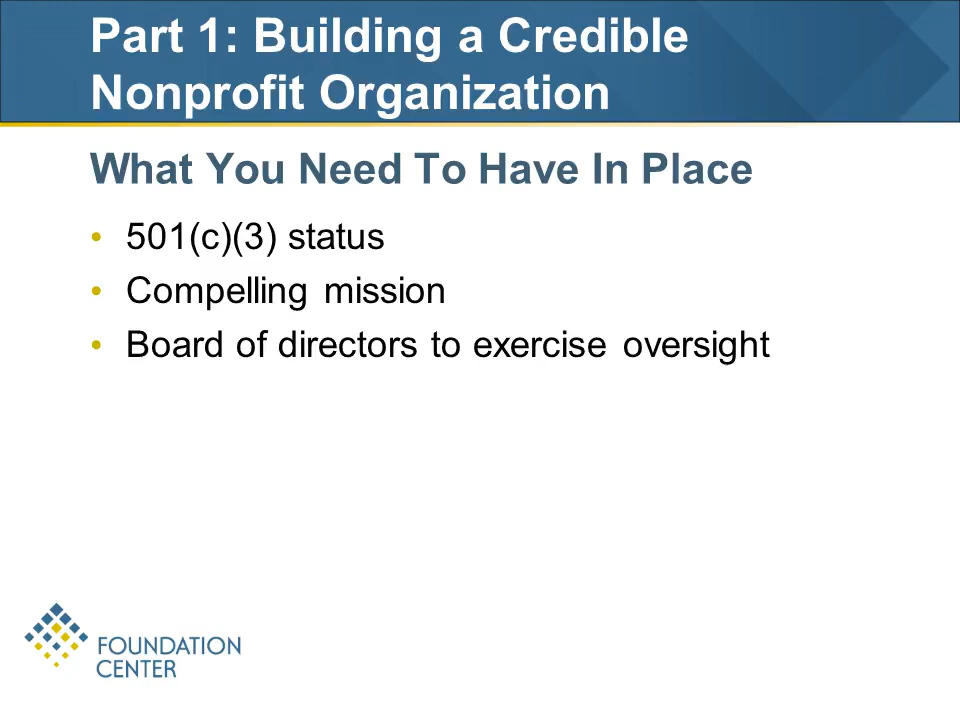 Part 1: Building a Credible
Nonprofit Organization
What You Need To Have In Place
• 501(c)(3) status
• Compelling mission
• Board of directors to exercise oversight
FOUNDATION
CENTER